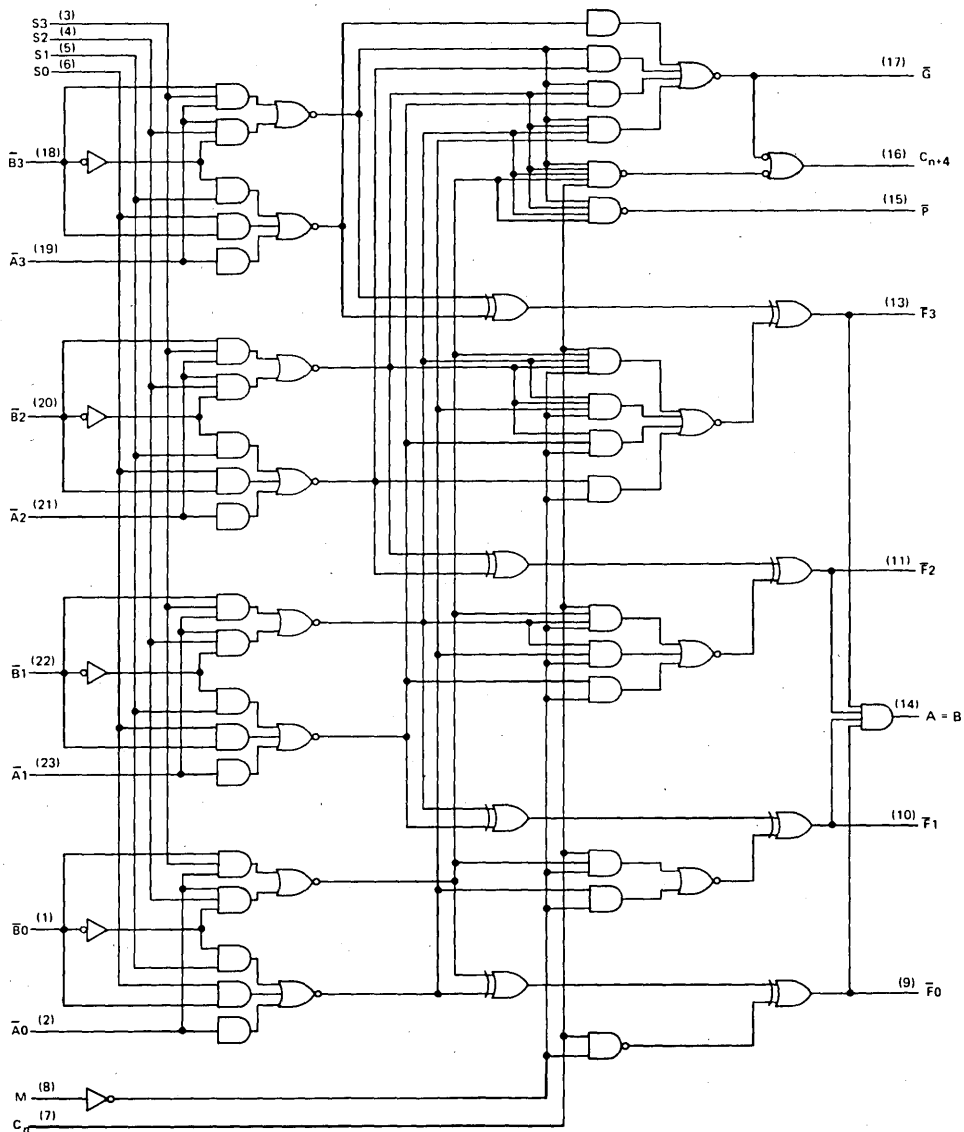 S3 (3)
S2 (4)
S1 (5)
S0 (6)
(17) G̅
B̅3 (18)
(16) Cn+4
(15) P̅
A̅3 (19)
(13) F̅3
B̅2 (20)
A̅2 (21)
(11) F̅2
B̅1 (22)
(14) A = B
A̅1 (23)
(10) F̅1
B̅0 (1)
(9) F̅0
A̅0 (2)
M (8)
Cn (7)